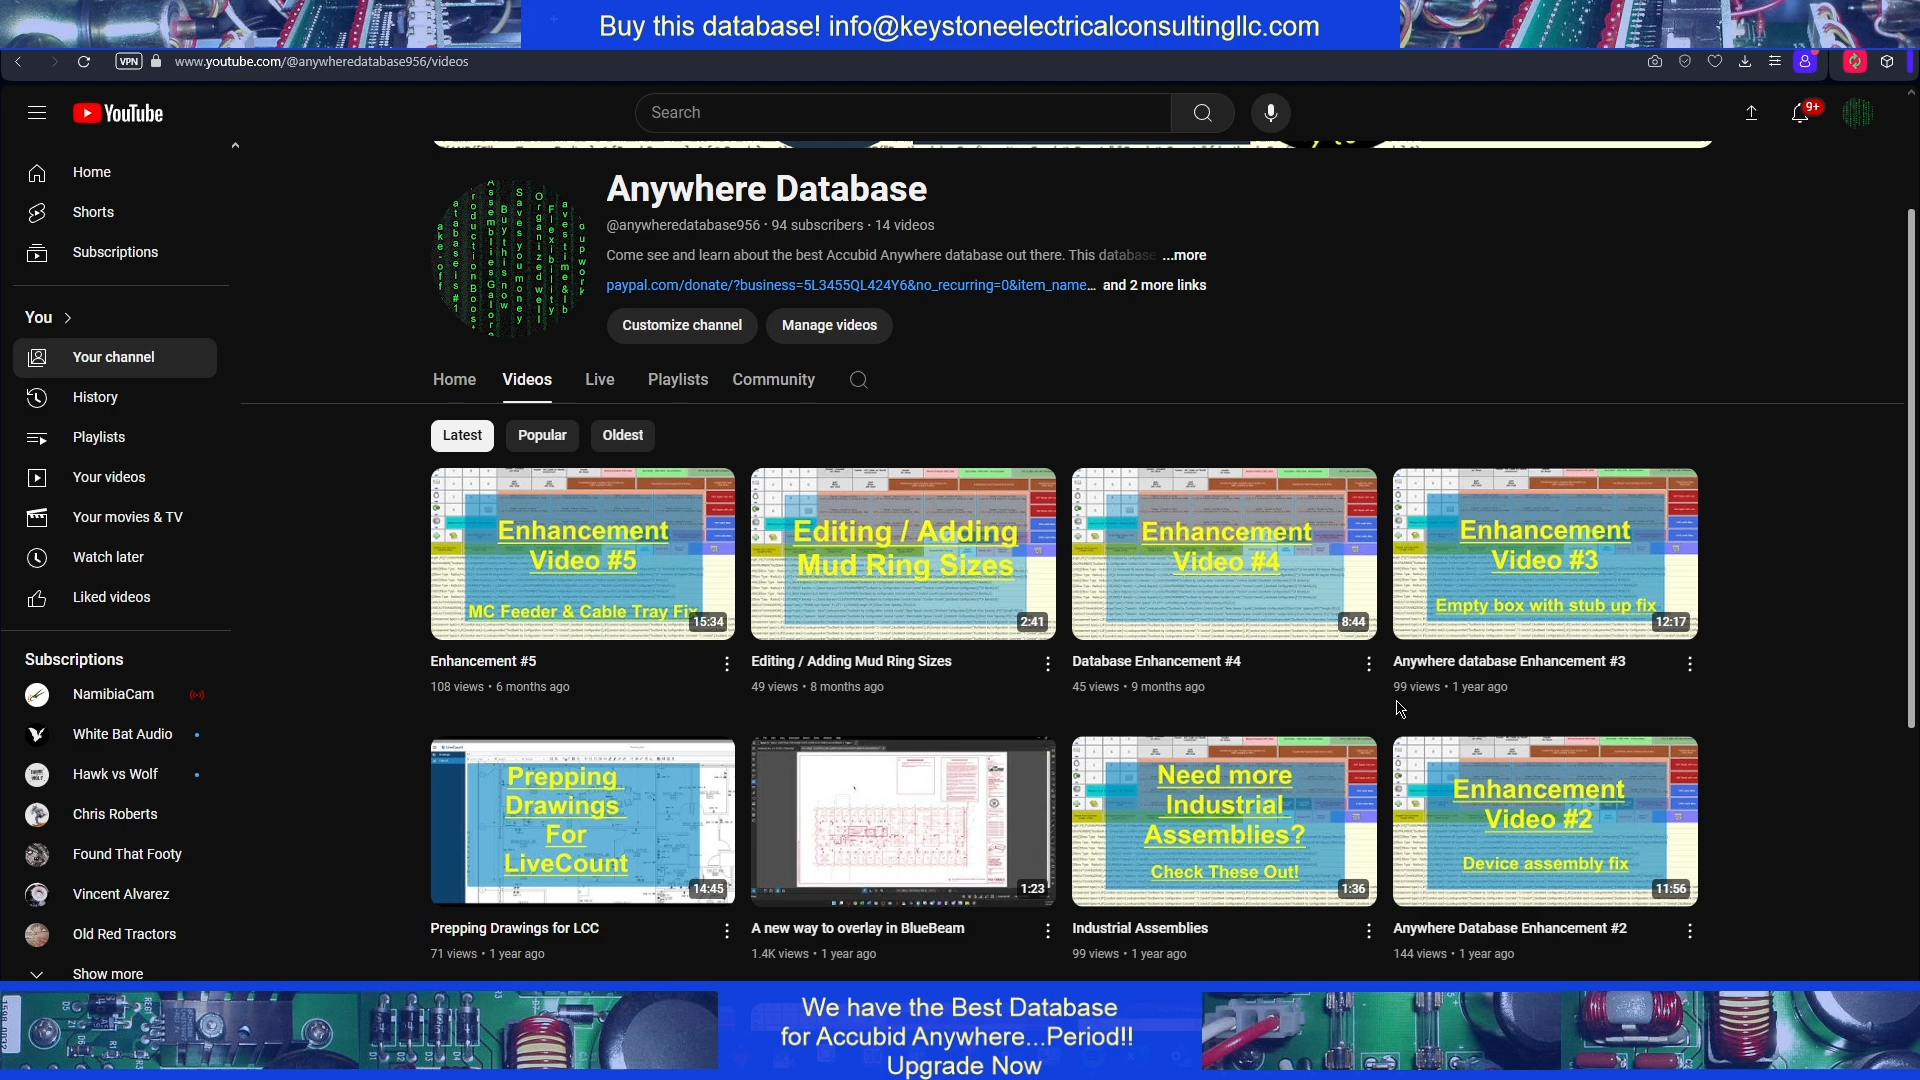 Buy this database! info@keystoneelectricalconsultingllc.com
VPN
www.youtube.com/@anywheredatabase956/videos
YouTube
Search
9+
Home
Shorts
Subscriptions
You
Your channel
History
Playlists
Your videos
Your movies & TV
Watch later
Liked videos
Subscriptions
NamibiaCam
White Bat Audio
Hawk vs Wolf
Chris Roberts
Found That Footy
Vincent Alvarez
Old Red Tractors
Show more
Anywhere Database
@anywheredatabase956 · 94 subscribers · 14 videos
Come see and learn about the best Accubid Anywhere database out there. This database ...more
paypal.com/donate/?business=5L3455QL424Y6&no_recurring=0&item_name... and 2 more links
Customize channel
Manage videos
Home
Videos
Live
Playlists
Community
Latest
Popular
Oldest
Enhancement
Video #5
MC Feeder & Cable Tray Fix
15:34
Enhancement #5
108 views · 6 months ago
Editing / Adding
Mud Ring Sizes
2:41
Editing / Adding Mud Ring Sizes
49 views · 8 months ago
Enhancement
Video #4
8:44
Database Enhancement #4
45 views · 9 months ago
Enhancement
Video #3
Empty box with stub up fix
12:17
Anywhere database Enhancement #3
99 views · 1 year ago
Prepping
Drawings
For
LiveCount
14:45
Prepping Drawings for LCC
71 views · 1 year ago
1:23
A new way to overlay in BlueBeam
1.4K views · 1 year ago
Need more
Industrial
Assemblies?
Check These Out!
1:36
Industrial Assemblies
99 views · 1 year ago
Enhancement
Video #2
Device assembly fix
11:56
Anywhere Database Enhancement #2
144 views · 1 year ago
We have the Best Database
for Accubid Anywhere...Period!!
Upgrade Now